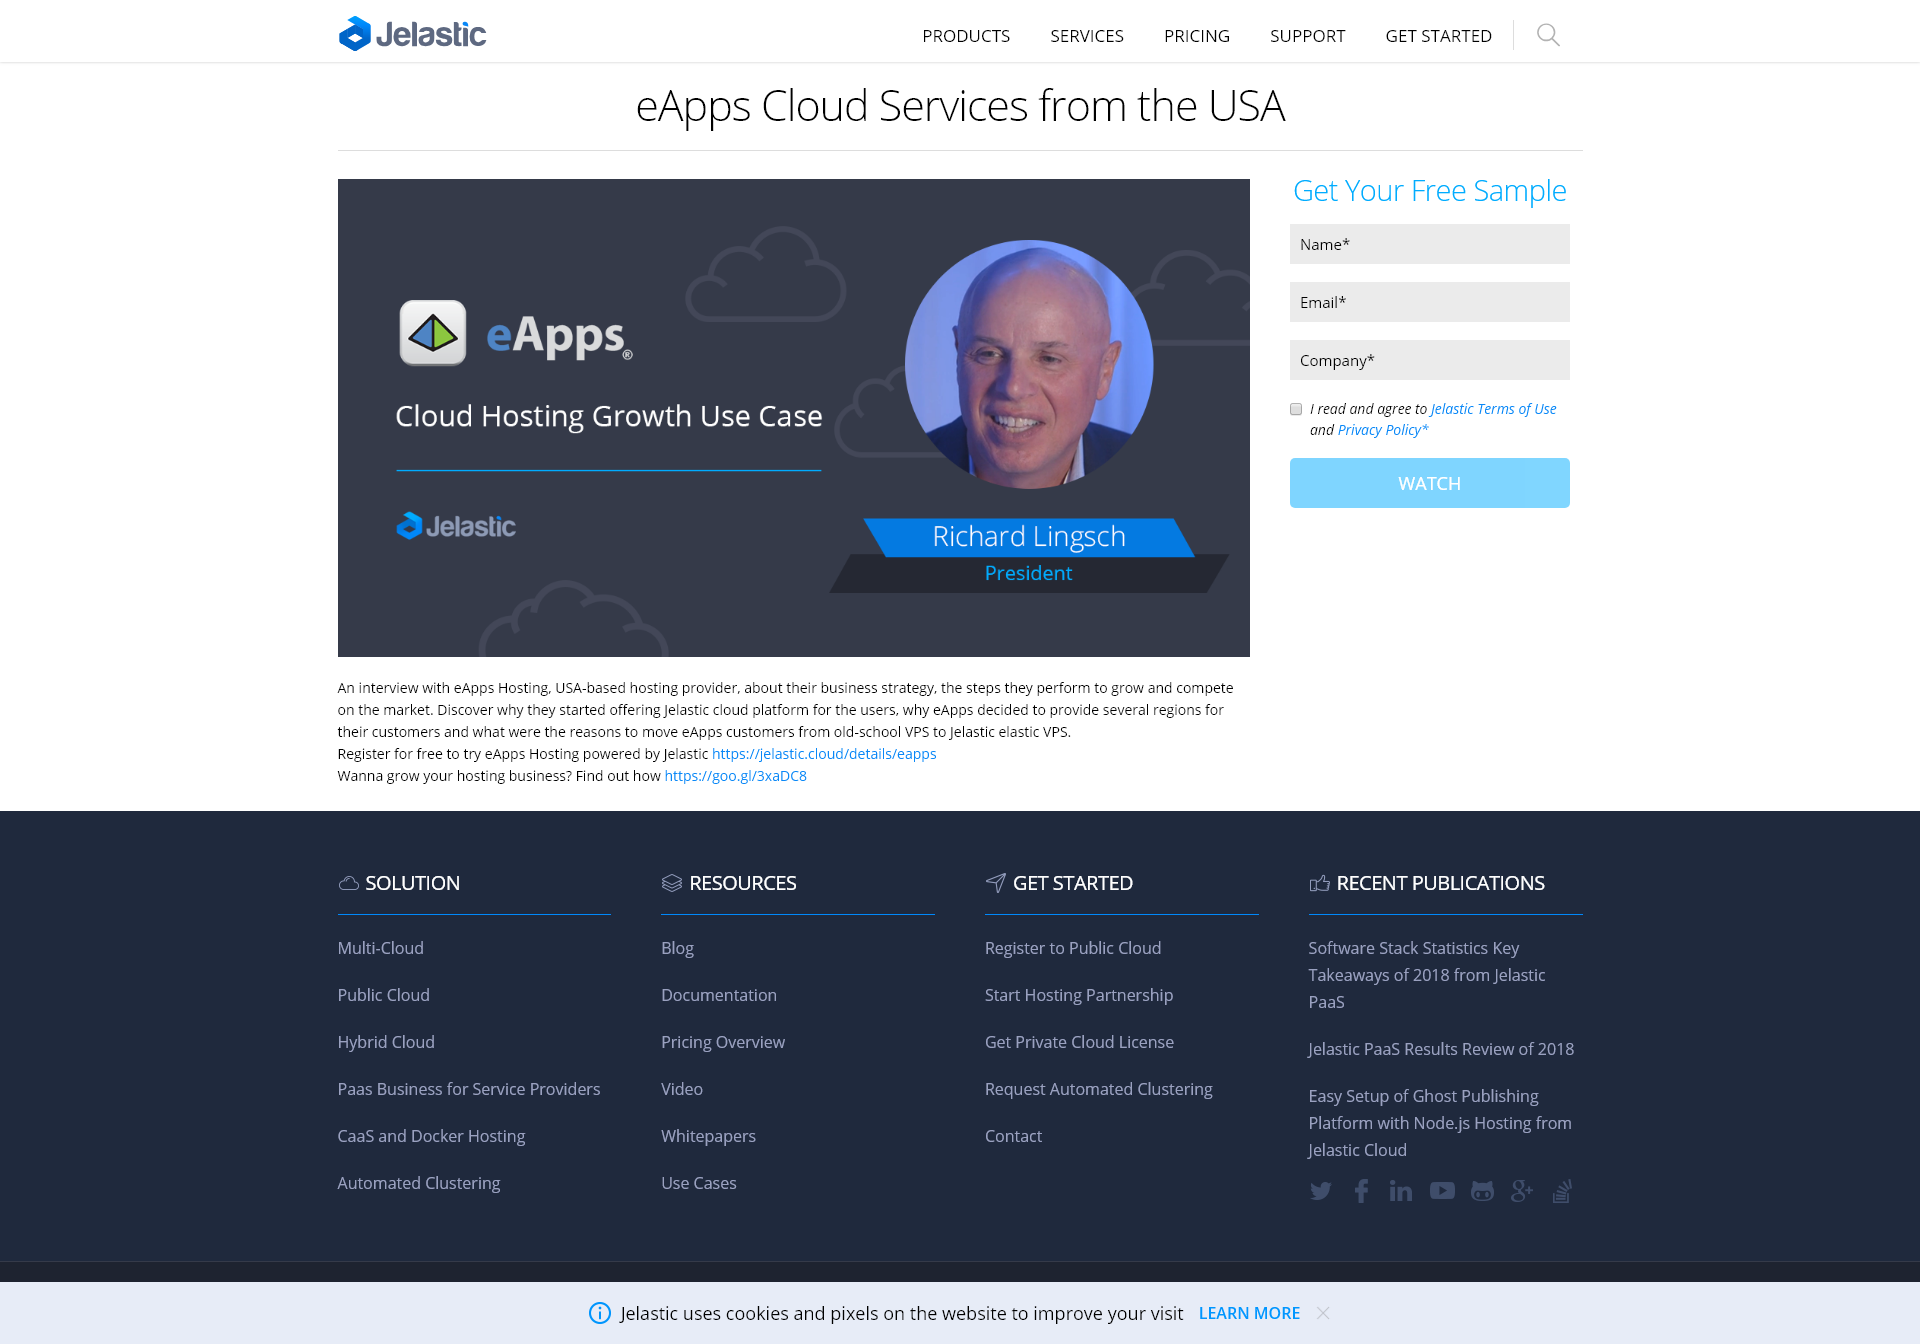 Jelastic
PRODUCTS SERVICES PRICING SUPPORT GET STARTED
eApps Cloud Services from the USA
eApps®
Cloud Hosting Growth Use Case
Jelastic
Richard Lingsch
President
Get Your Free Sample
Name*
Email*
Company*
I read and agree to Jelastic Terms of Use
and Privacy Policy*
WATCH
An interview with eApps Hosting, USA-based hosting provider, about their business strategy, the steps they perform to grow and compete
on the market. Discover why they started offering Jelastic cloud platform for the users, why eApps decided to provide several regions for
their customers and what were the reasons to move eApps customers from old-school VPS to Jelastic elastic VPS.
Register for free to try eApps Hosting powered by Jelastic https://jelastic.cloud/details/eapps
Wanna grow your hosting business? Find out how https://goo.gl/3xaDC8
SOLUTION
Multi-Cloud
Public Cloud
Hybrid Cloud
Paas Business for Service Providers
CaaS and Docker Hosting
Automated Clustering
RESOURCES
Blog
Documentation
Pricing Overview
Video
Whitepapers
Use Cases
GET STARTED
Register to Public Cloud
Start Hosting Partnership
Get Private Cloud License
Request Automated Clustering
Contact
RECENT PUBLICATIONS
Software Stack Statistics Key
Takeaways of 2018 from Jelastic
PaaS
Jelastic PaaS Results Review of 2018
Easy Setup of Ghost Publishing
Platform with Node.js Hosting from
Jelastic Cloud
Jelastic uses cookies and pixels on the website to improve your visit LEARN MORE